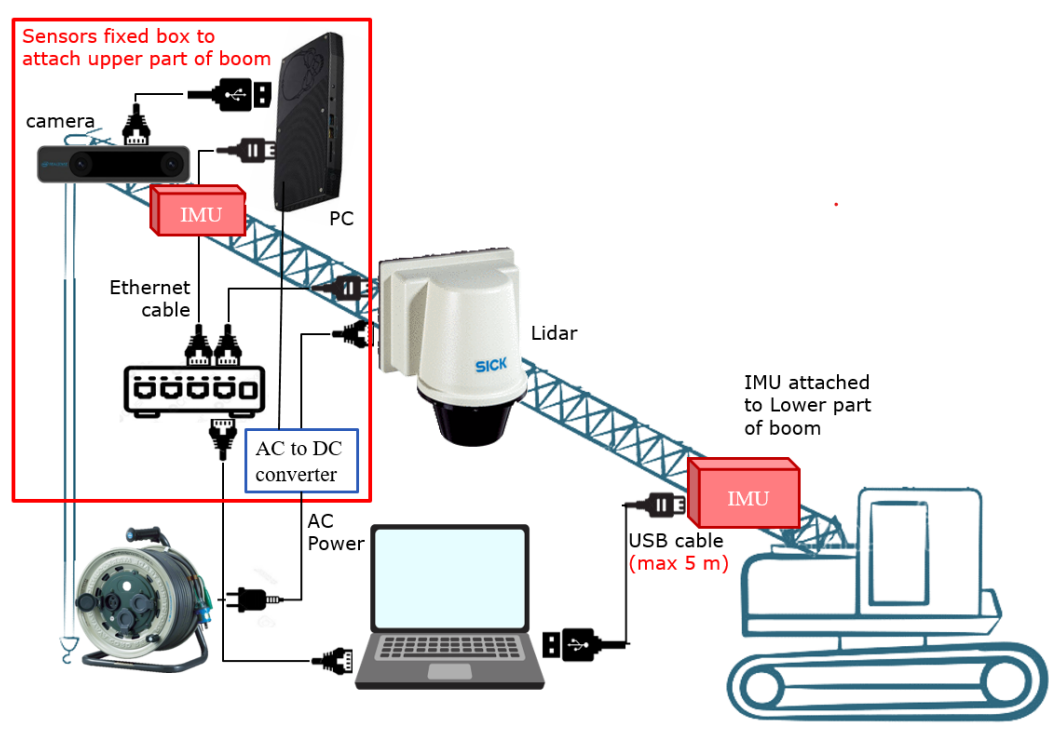 Sensors fixed box to
attach upper part of boom
camera
IMU
PC
Ethernet
cable
Lidar
SICK
IMU attached
to Lower part
of boom
AC to DC
converter
IMU
AC
Power
USB cable
(max 5 m)